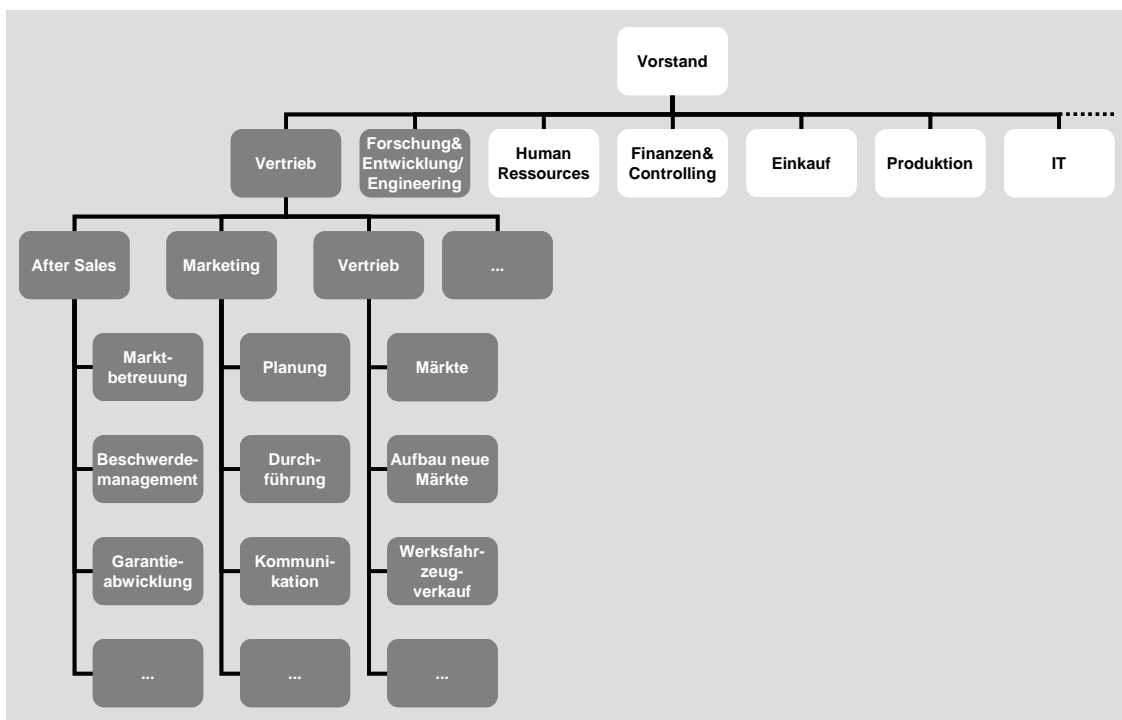 Vorstand
Vertrieb
Forschung&
Entwicklung/
Engineering
Human
Ressources
Finanzen&
Controlling
Einkauf
Produktion
IT
After Sales
Marketing
Vertrieb
...
Markt-
betreuung
Planung
Märkte
Beschwerde-
management
Durch-
führung
Aufbau neue
Märkte
Garantie-
abwicklung
Kommuni-
kation
Werksfahr-
zeug-
verkauf
...
...
...